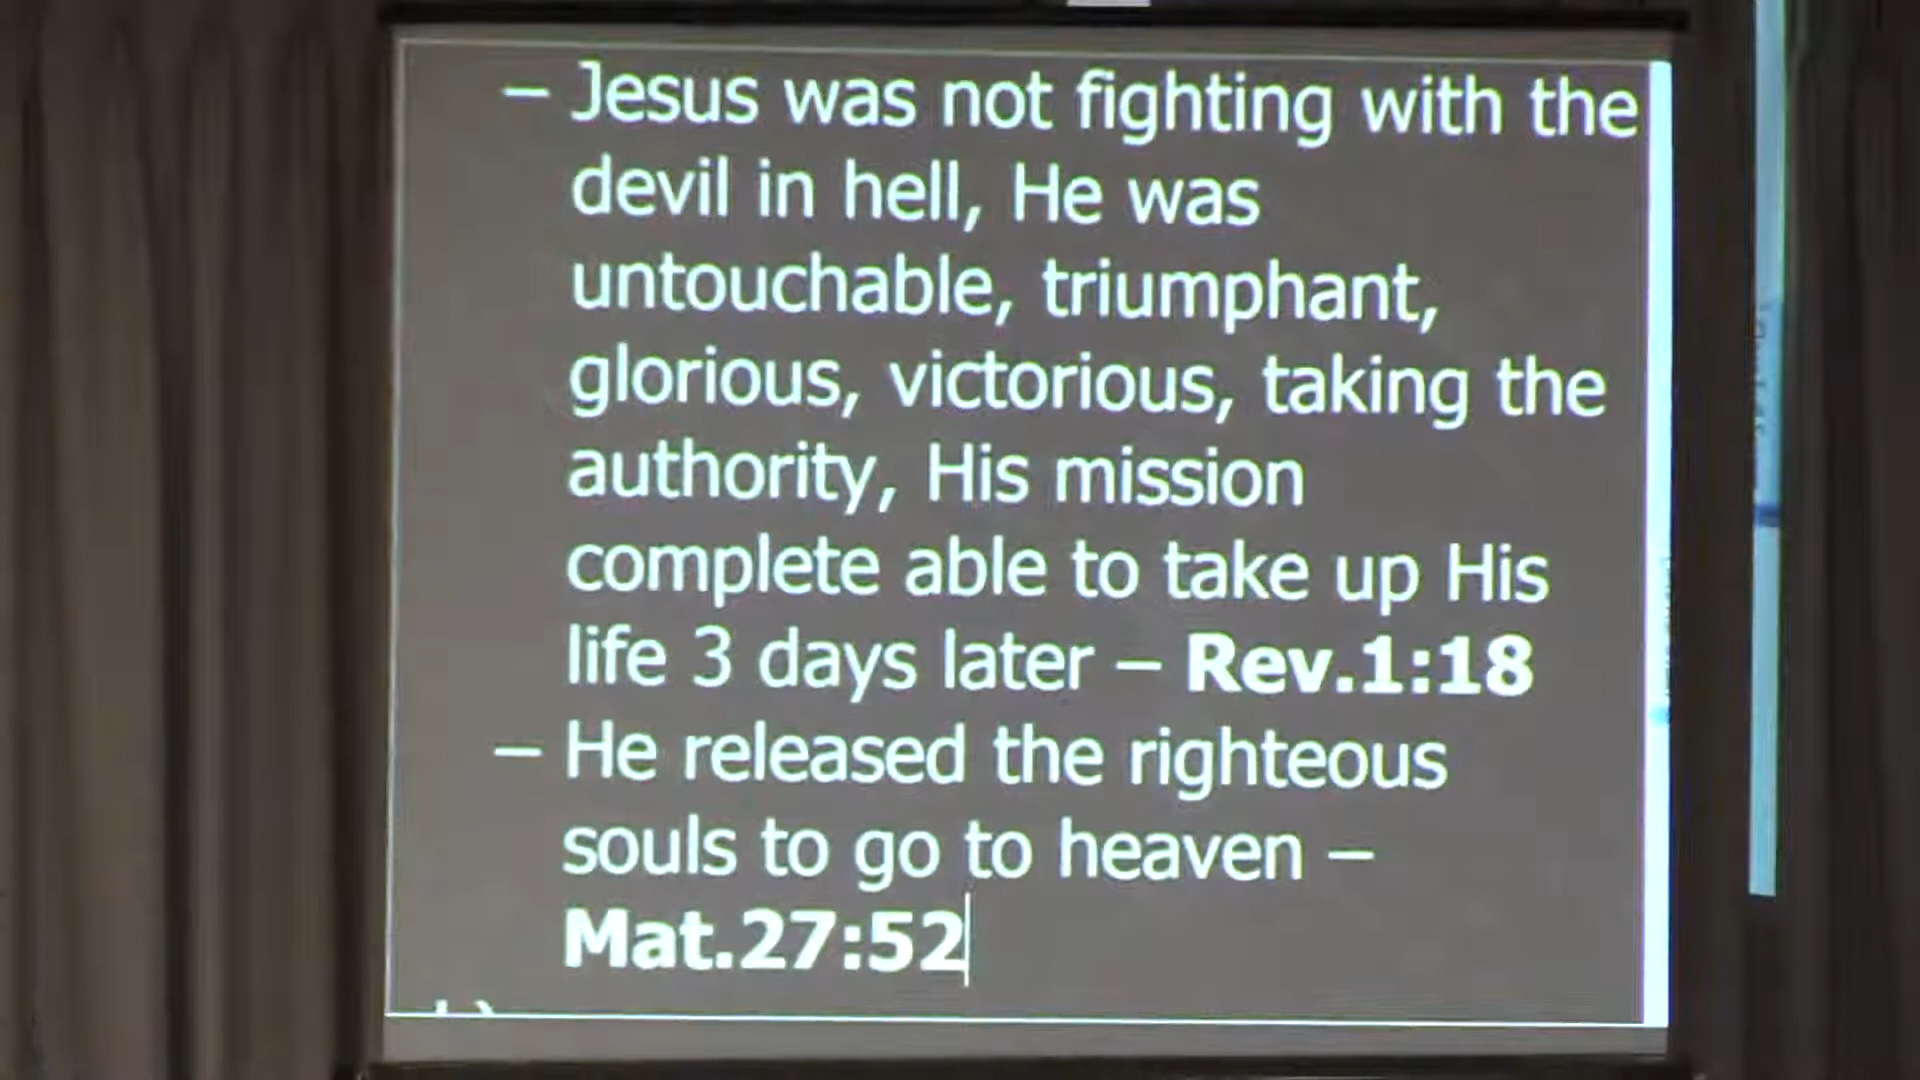 – Jesus was not fighting with the
devil in hell, He was
untouchable, triumphant,
glorious, victorious, taking the
authority, His mission
complete able to take up His
life 3 days later – Rev.1:18
– He released the righteous
souls to go to heaven –
Mat.27:52